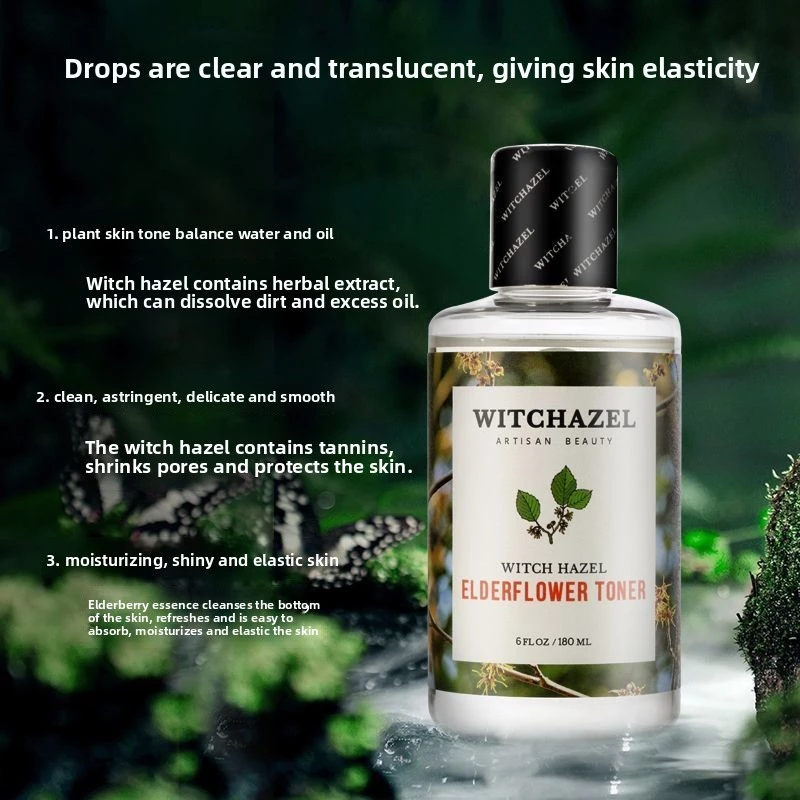 Drops are clear and translucent, giving skin elasticity
1. plant skin tone balance water and oil
Witch hazel contains herbal extract,
which can dissolve dirt and excess oil.
2. clean, astringent, delicate and smooth
The witch hazel contains tannins,
shrinks pores and protects the skin.
3. moisturizing, shiny and elastic skin
Elderberry essence cleanses the bottom
of the skin, refreshes and is easy to
absorb, moisturizes and elastic the skin
WITCHAZEL
WITCHAZEL
WITCHAZEL
WITCHAZEL
ARTISAN BEAUTY
WITCH HAZEL
ELDERFLOWER TONER
6 FL OZ / 180 ML